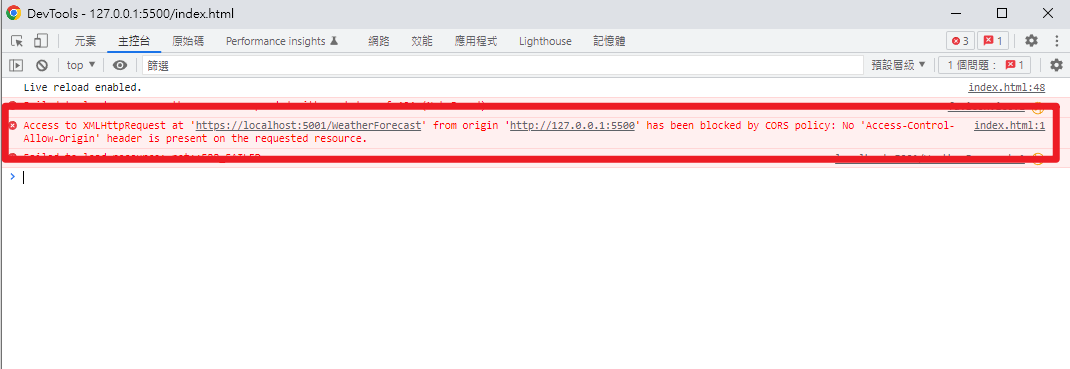 DevTools - 127.0.0.1:5500/index.html
元素 主控台 原始碼 Performance insights 網路 效能 應用程式 Lighthouse 記憶體 3 1
top ▼ 篩選 預設層級 ▼ 1 個問題： 1
Live reload enabled. index.html:48
Access to XMLHttpRequest at 'https://localhost:5001/WeatherForecast' from origin 'http://127.0.0.1:5500' has been blocked by CORS policy: No 'Access-Control- index.html:1
Allow-Origin' header is present on the requested resource.